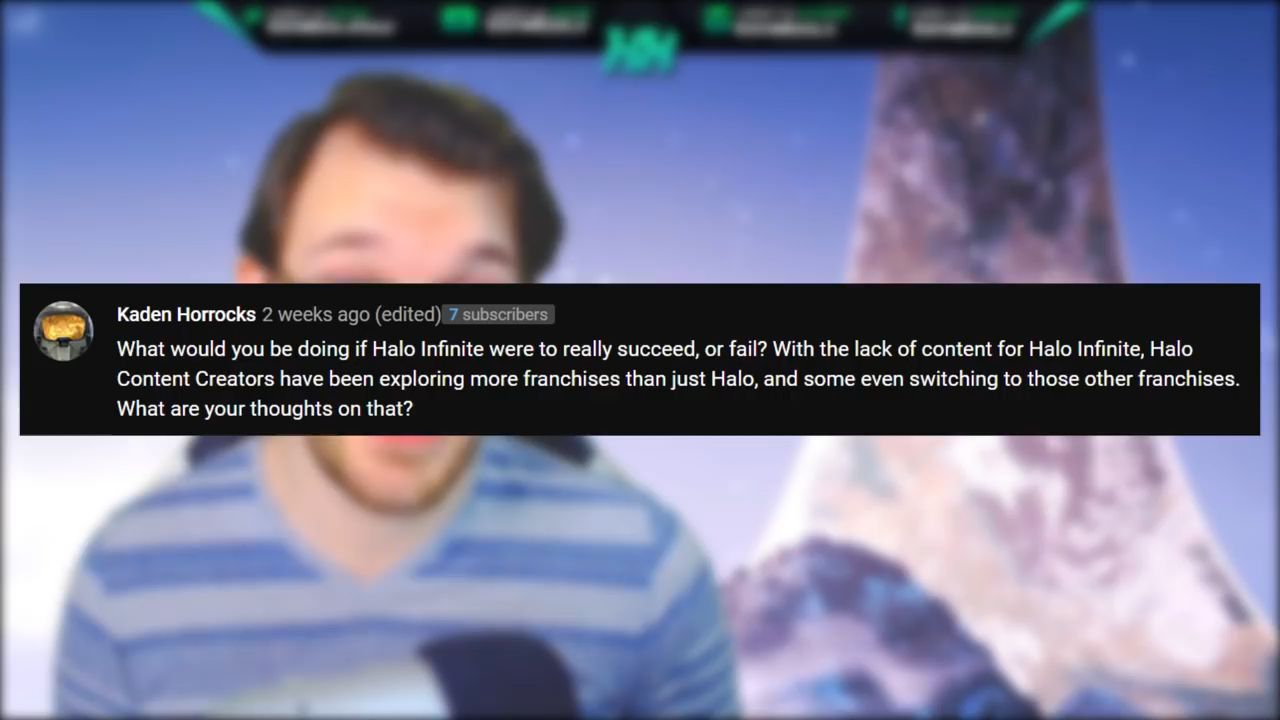 HH
Kaden Horrocks 2 weeks ago (edited) 7 subscribers
What would you be doing if Halo Infinite were to really succeed, or fail? With the lack of content for Halo Infinite, Halo
Content Creators have been exploring more franchises than just Halo, and some even switching to those other franchises.
What are your thoughts on that?